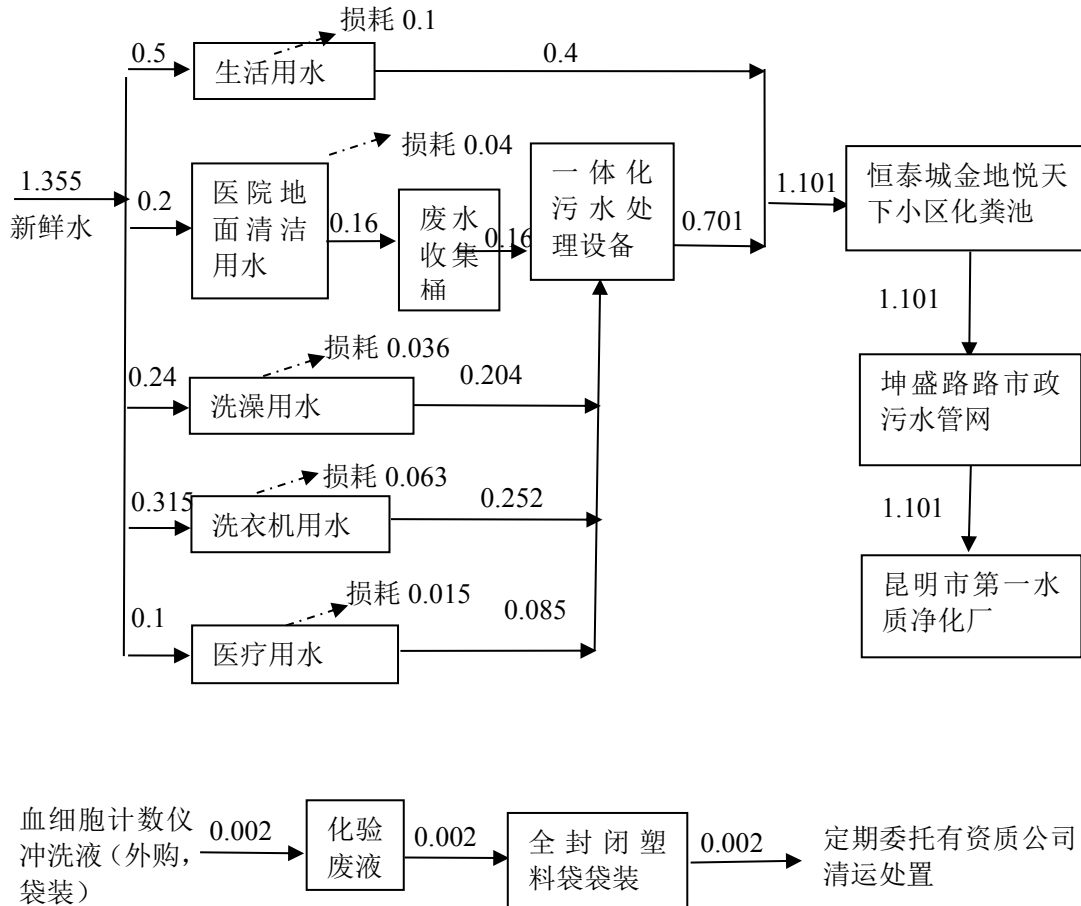 损耗 0.1
0.5
生活用水
0.4
损耗 0.04
1.355
新鲜水
0.2
医院地
面清洁
用水
0.16
废水
收集
桶
0.16
一体化
污水处
理设备
0.701
1.101
恒泰城金地悦天
下小区化粪池
1.101
损耗 0.036
0.24
洗澡用水
0.204
坤盛路路市政
污水管网
损耗 0.063
0.315
洗衣机用水
0.252
1.101
损耗 0.015
0.1
医疗用水
0.085
昆明市第一水
质净化厂
血细胞计数仪
冲洗液（外购，
袋装）
0.002
化验
废液
0.002
全封闭塑
料袋袋装
0.002
定期委托有资质公司
清运处置